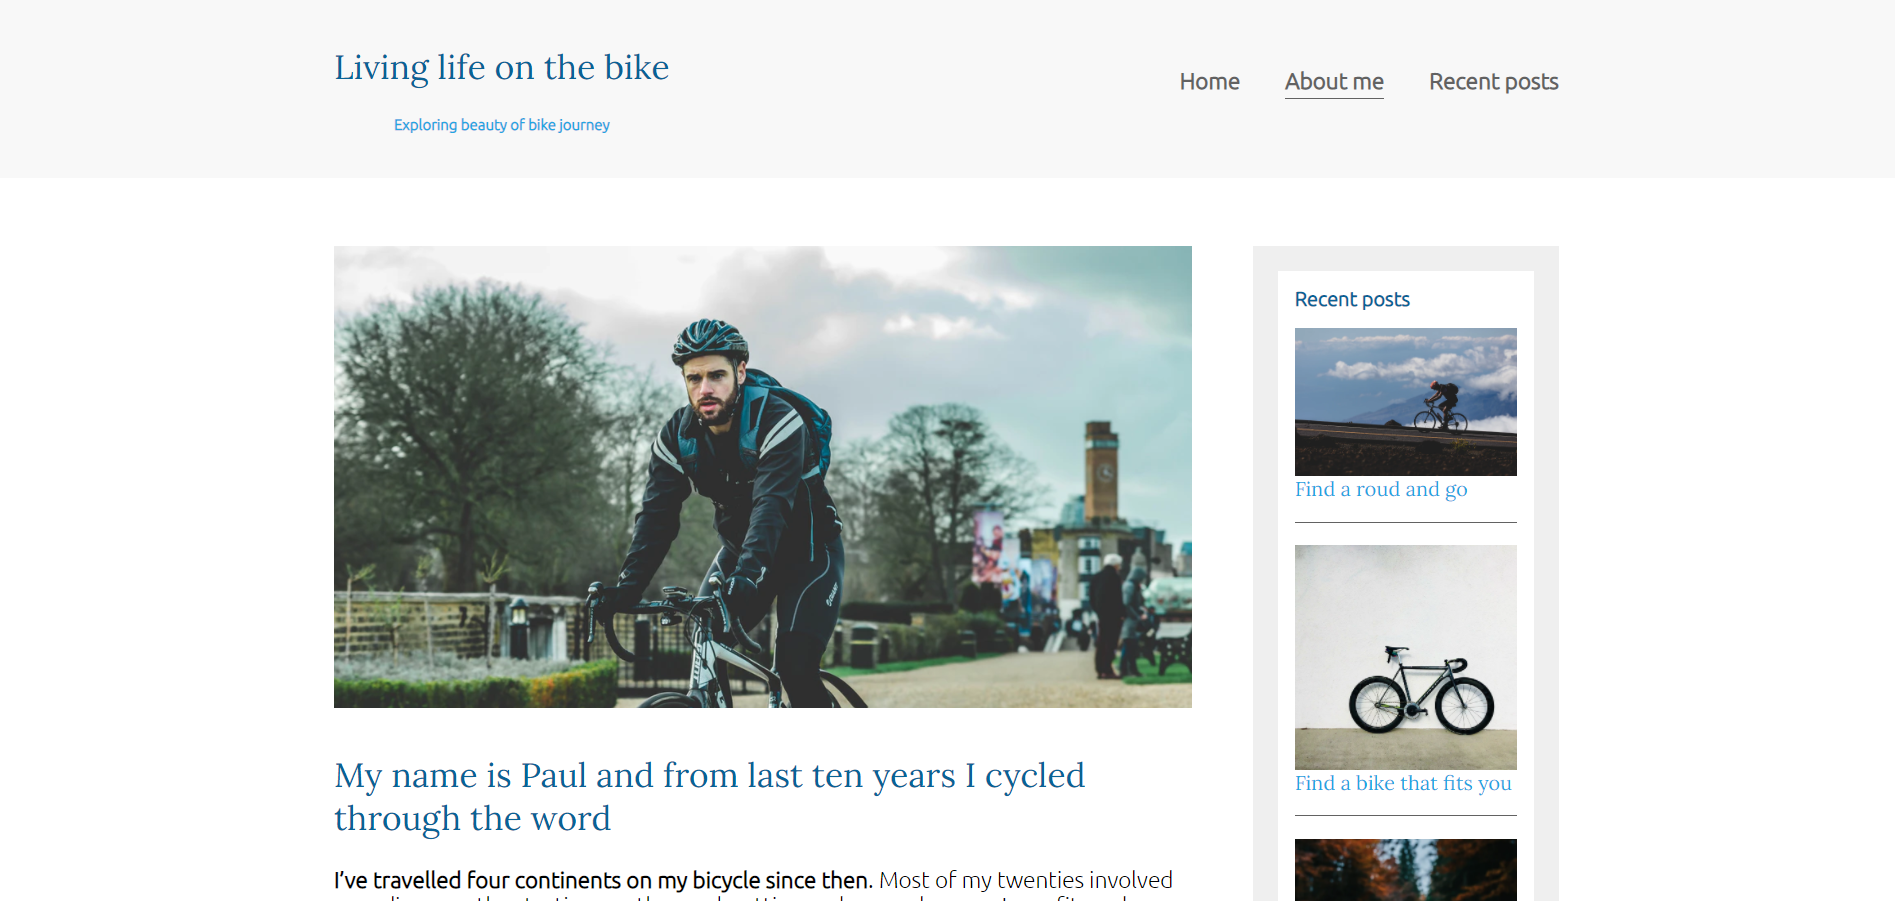 Living life on the bike
Exploring beauty of bike journey
Home
About me
Recent posts
My name is Paul and from last ten years I cycled
through the word
I’ve travelled four continents on my bicycle since then. Most of my twenties involved
Recent posts
Find a roud and go
Find a bike that fits you